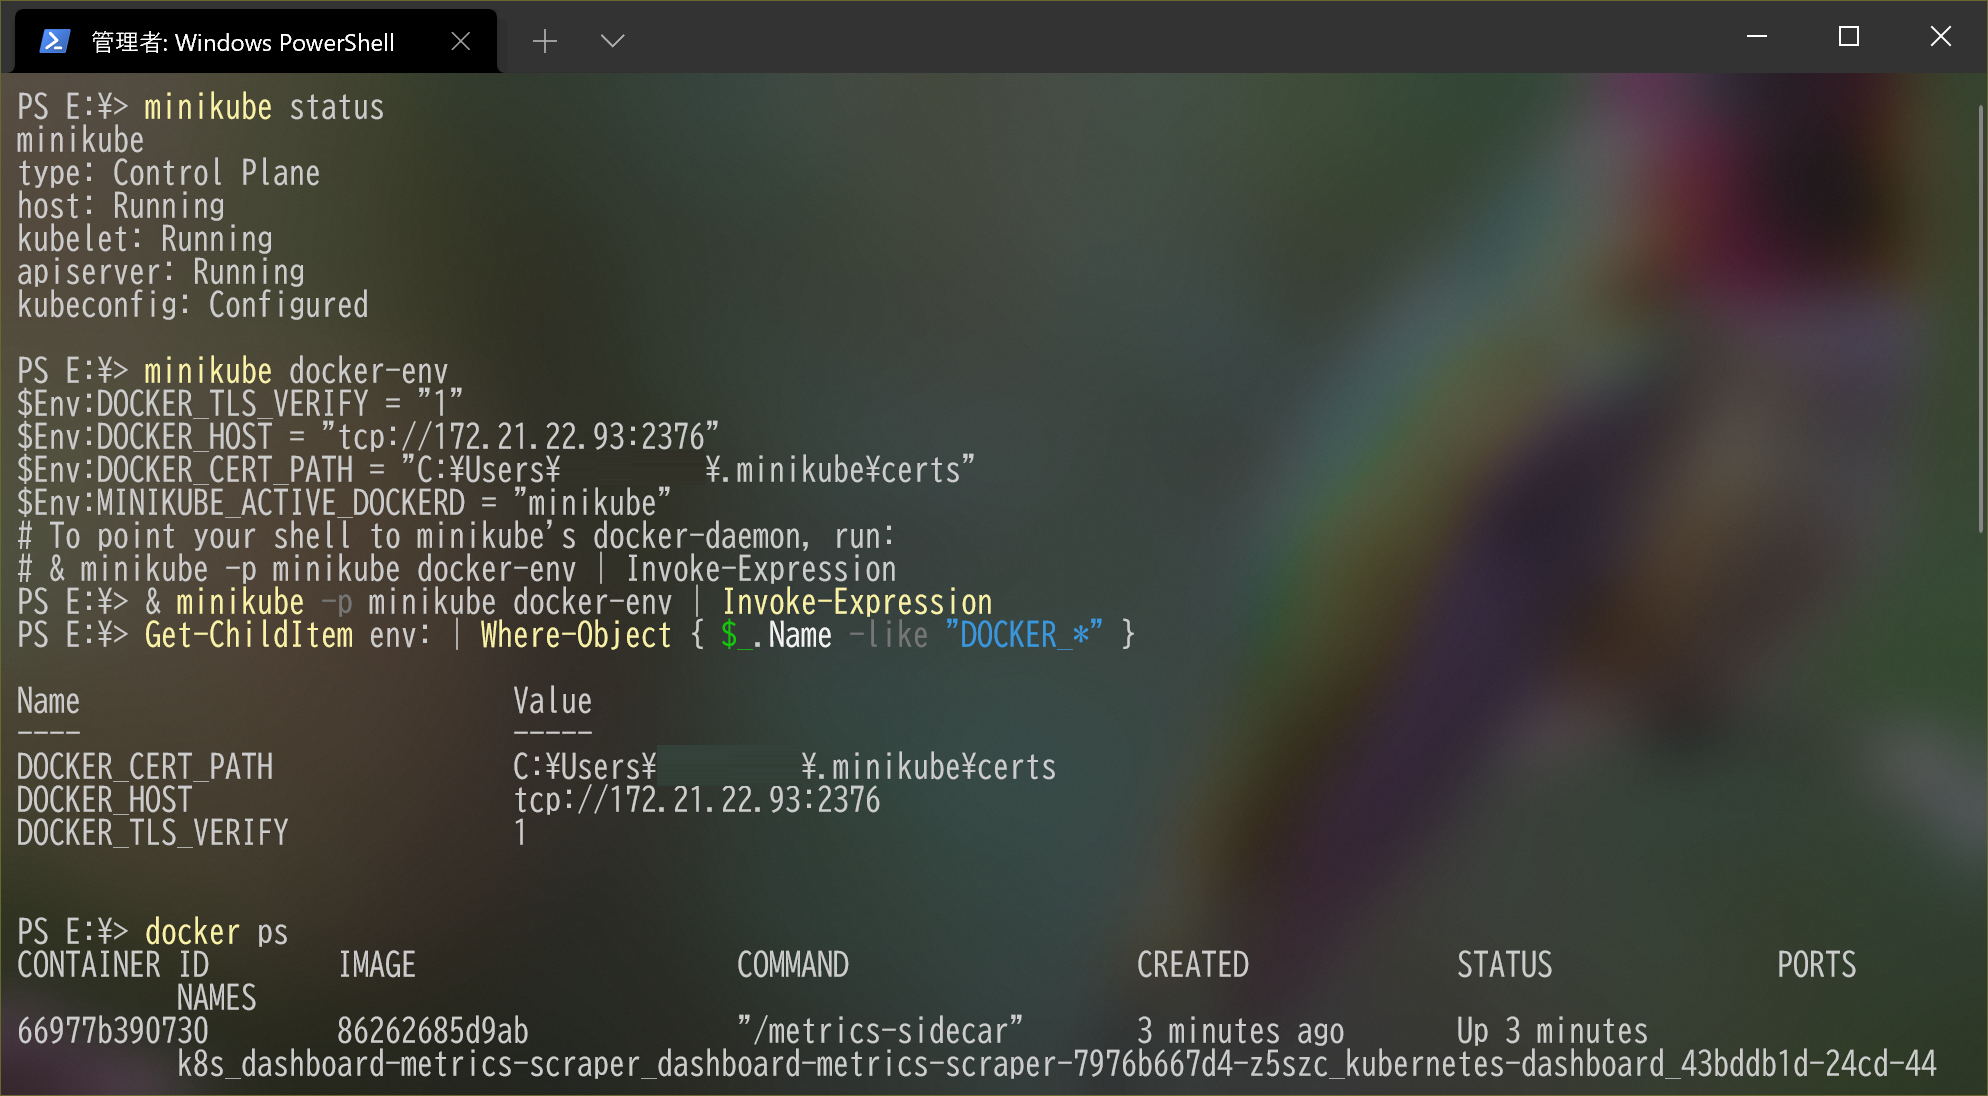 管理者: Windows PowerShell
PS E:¥> minikube status
minikube
type: Control Plane
host: Running
kubelet: Running
apiserver: Running
kubeconfig: Configured
PS E:¥> minikube docker-env
$Env:DOCKER_TLS_VERIFY = "1"
$Env:DOCKER_HOST = "tcp://172.21.22.93:2376"
$Env:DOCKER_CERT_PATH = "C:¥Users¥ ¥.minikube¥certs"
$Env:MINIKUBE_ACTIVE_DOCKERD = "minikube"
# To point your shell to minikube's docker-daemon, run:
# & minikube -p minikube docker-env | Invoke-Expression
PS E:¥> & minikube -p minikube docker-env | Invoke-Expression
PS E:¥> Get-ChildItem env: | Where-Object { $_.Name -like "DOCKER_*" }
Name Value
---- -----
DOCKER_CERT_PATH C:¥Users¥ ¥.minikube¥certs
DOCKER_HOST tcp://172.21.22.93:2376
DOCKER_TLS_VERIFY 1
PS E:¥> docker ps
CONTAINER ID IMAGE COMMAND CREATED STATUS PORTS
NAMES
66977b390730 86262685d9ab "/metrics-sidecar" 3 minutes ago Up 3 minutes
k8s_dashboard-metrics-scraper_dashboard-metrics-scraper-7976b667d4-z5szc_kubernetes-dashboard_43bddb1d-24cd-44